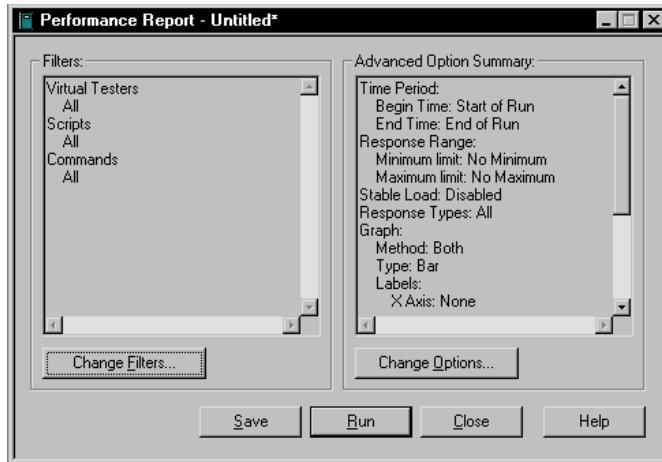 Performance Report - Untitled*
Filters:
Virtual Testers
All
Scripts
All
Commands
All
Change Filters...
Advanced Option Summary:
Time Period:
Begin Time: Start of Run
End Time: End of Run
Response Range:
Minimum limit: No Minimum
Maximum limit: No Maximum
Stable Load: Disabled
Response Types: All
Graph:
Method: Both
Type: Bar
Labels:
X Axis: None
Change Options...
Save
Run
Close
Help